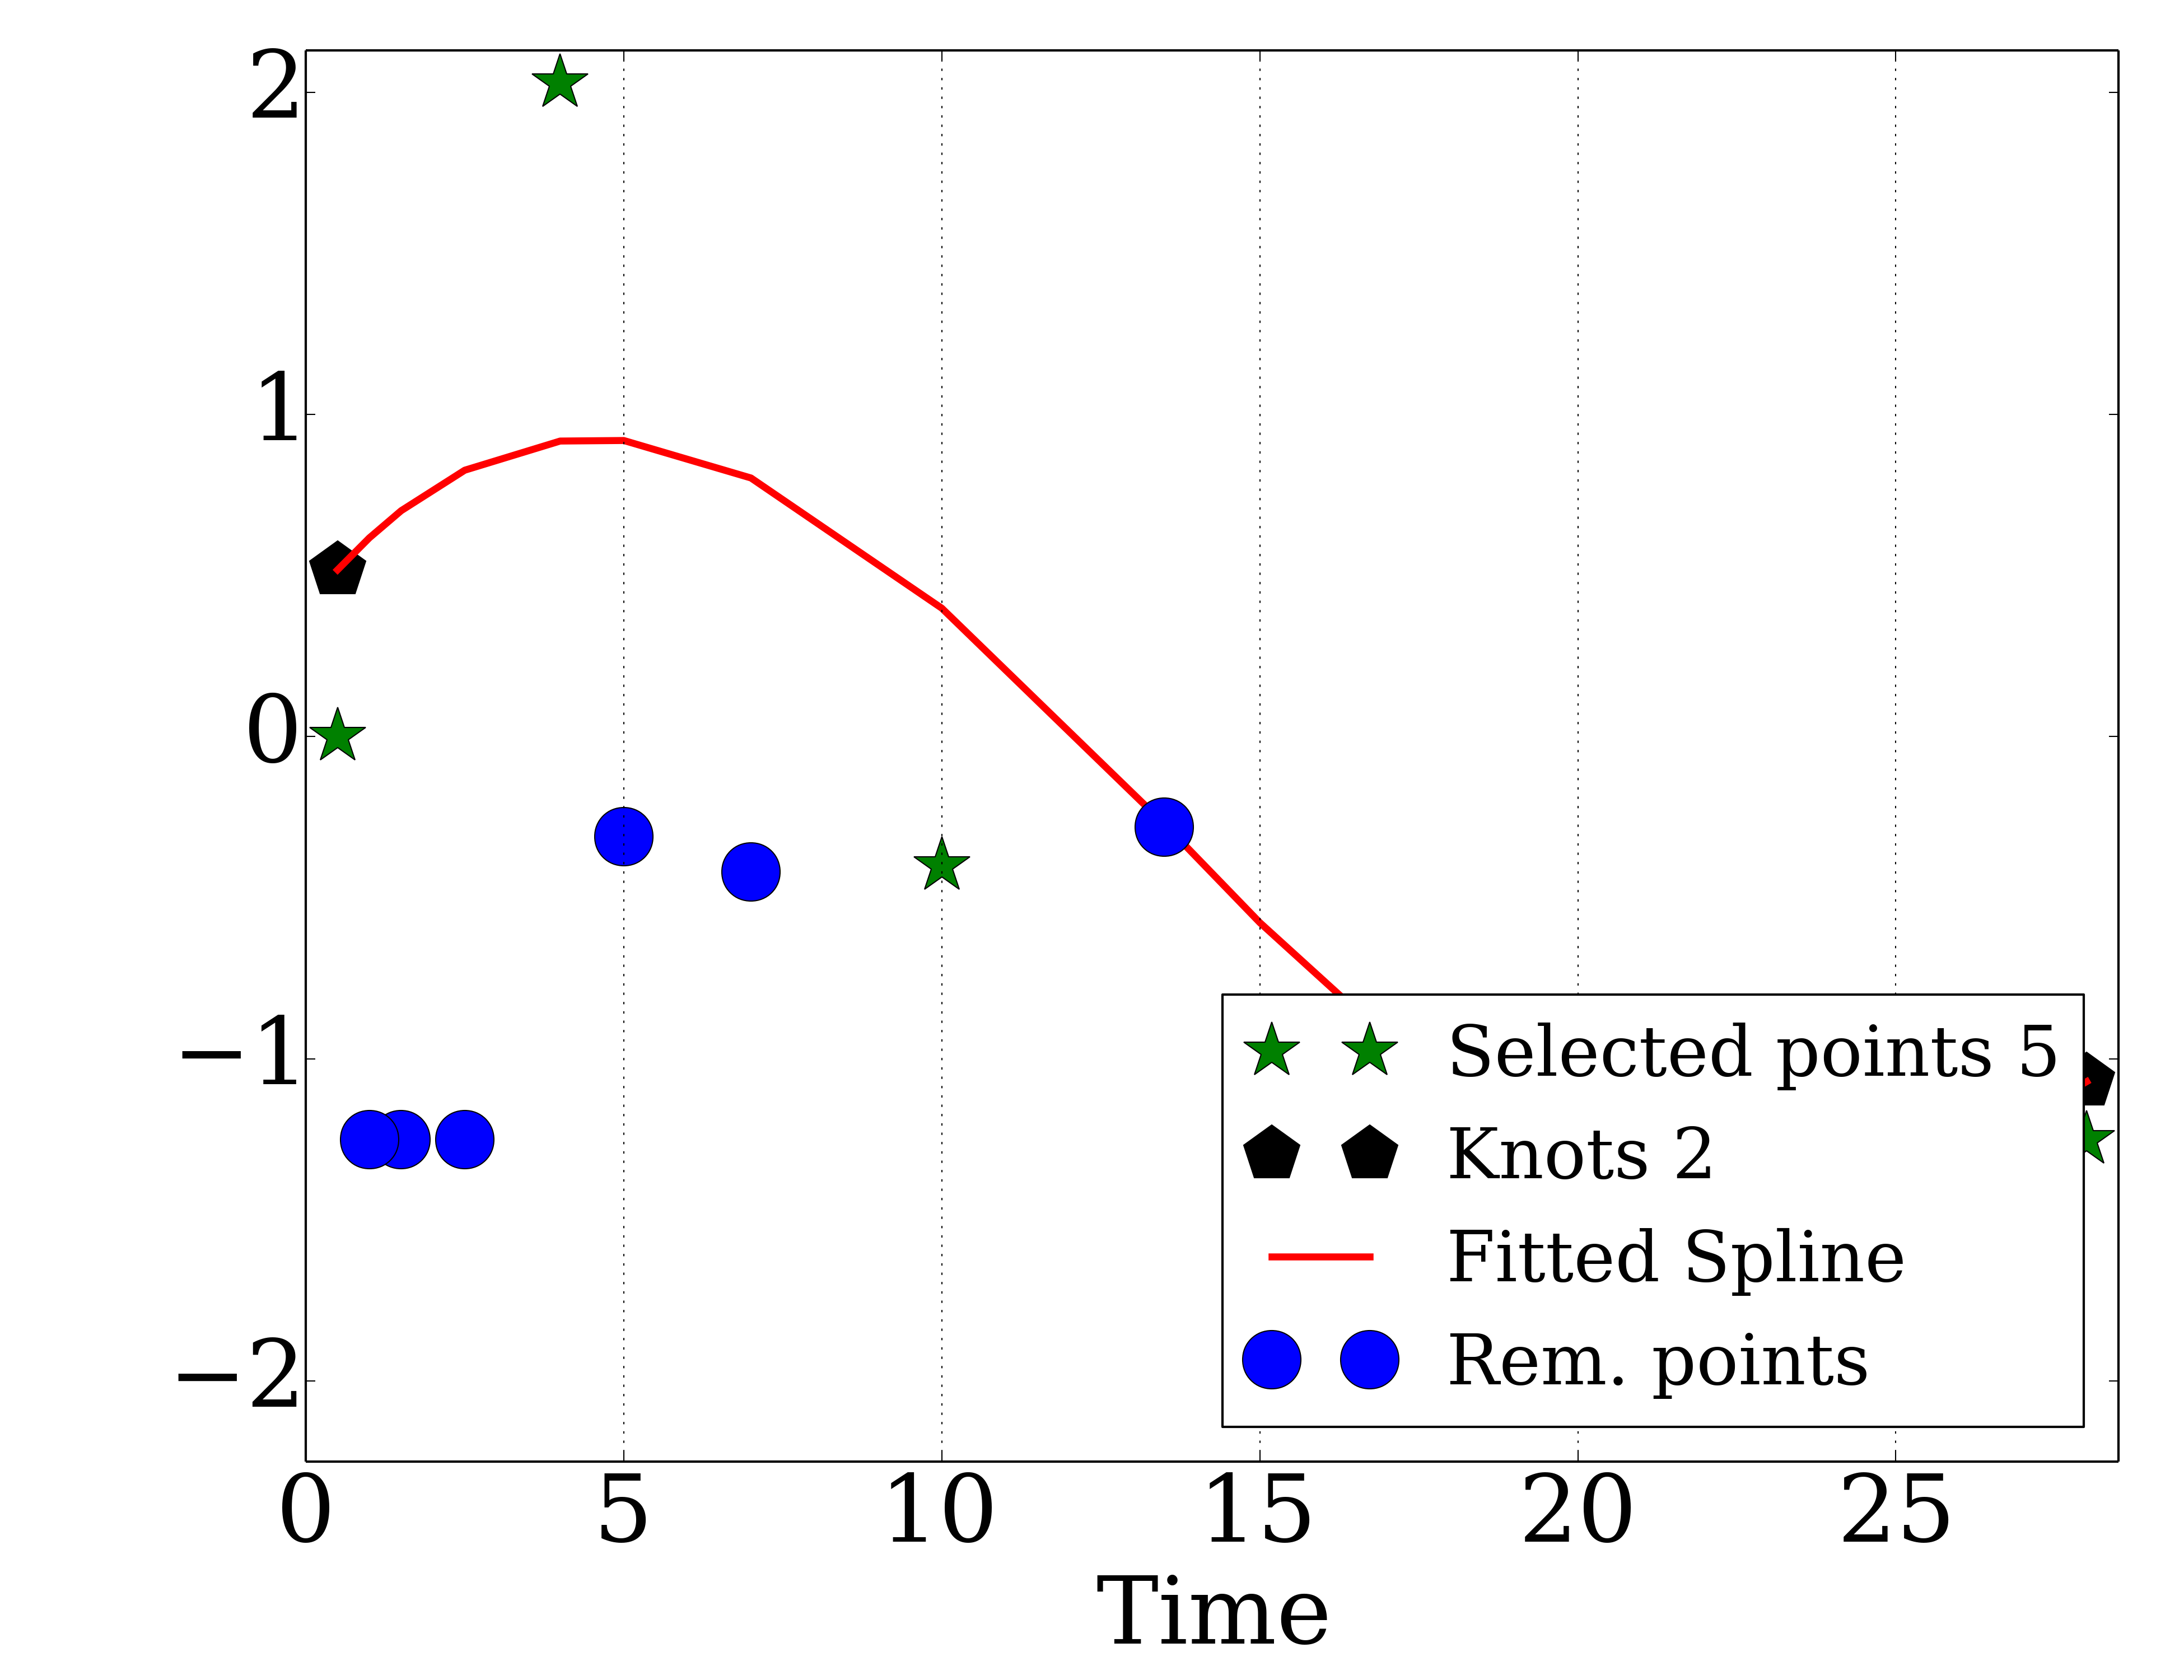 2
1
0
−1
−2
Selected points 5
Knots 2
Fitted Spline
Rem. points
0 5 10 15 20 25
Time